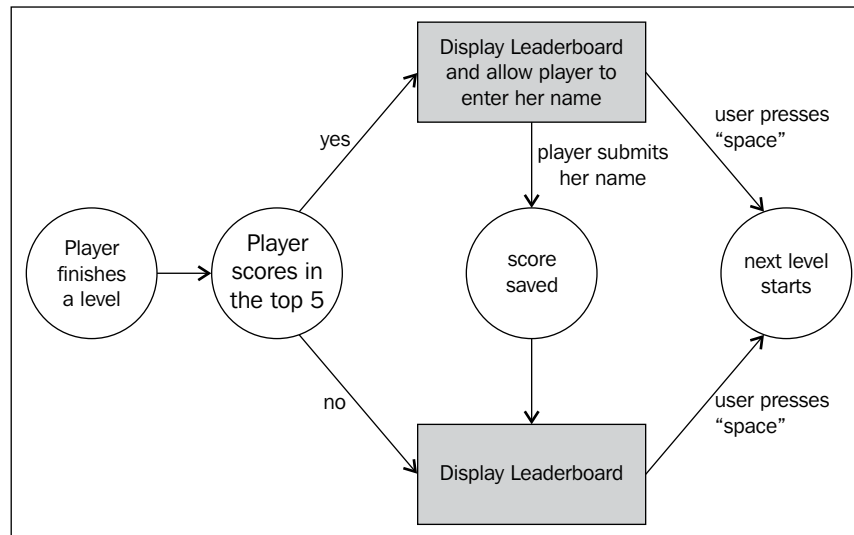 Display Leaderboard
and allow player to
enter her name
user presses
“space”
yes
player submits
her name
Player
finishes
a level
Player
scores in
the top 5
score
saved
next level
starts
no
user presses
“space”
Display Leaderboard